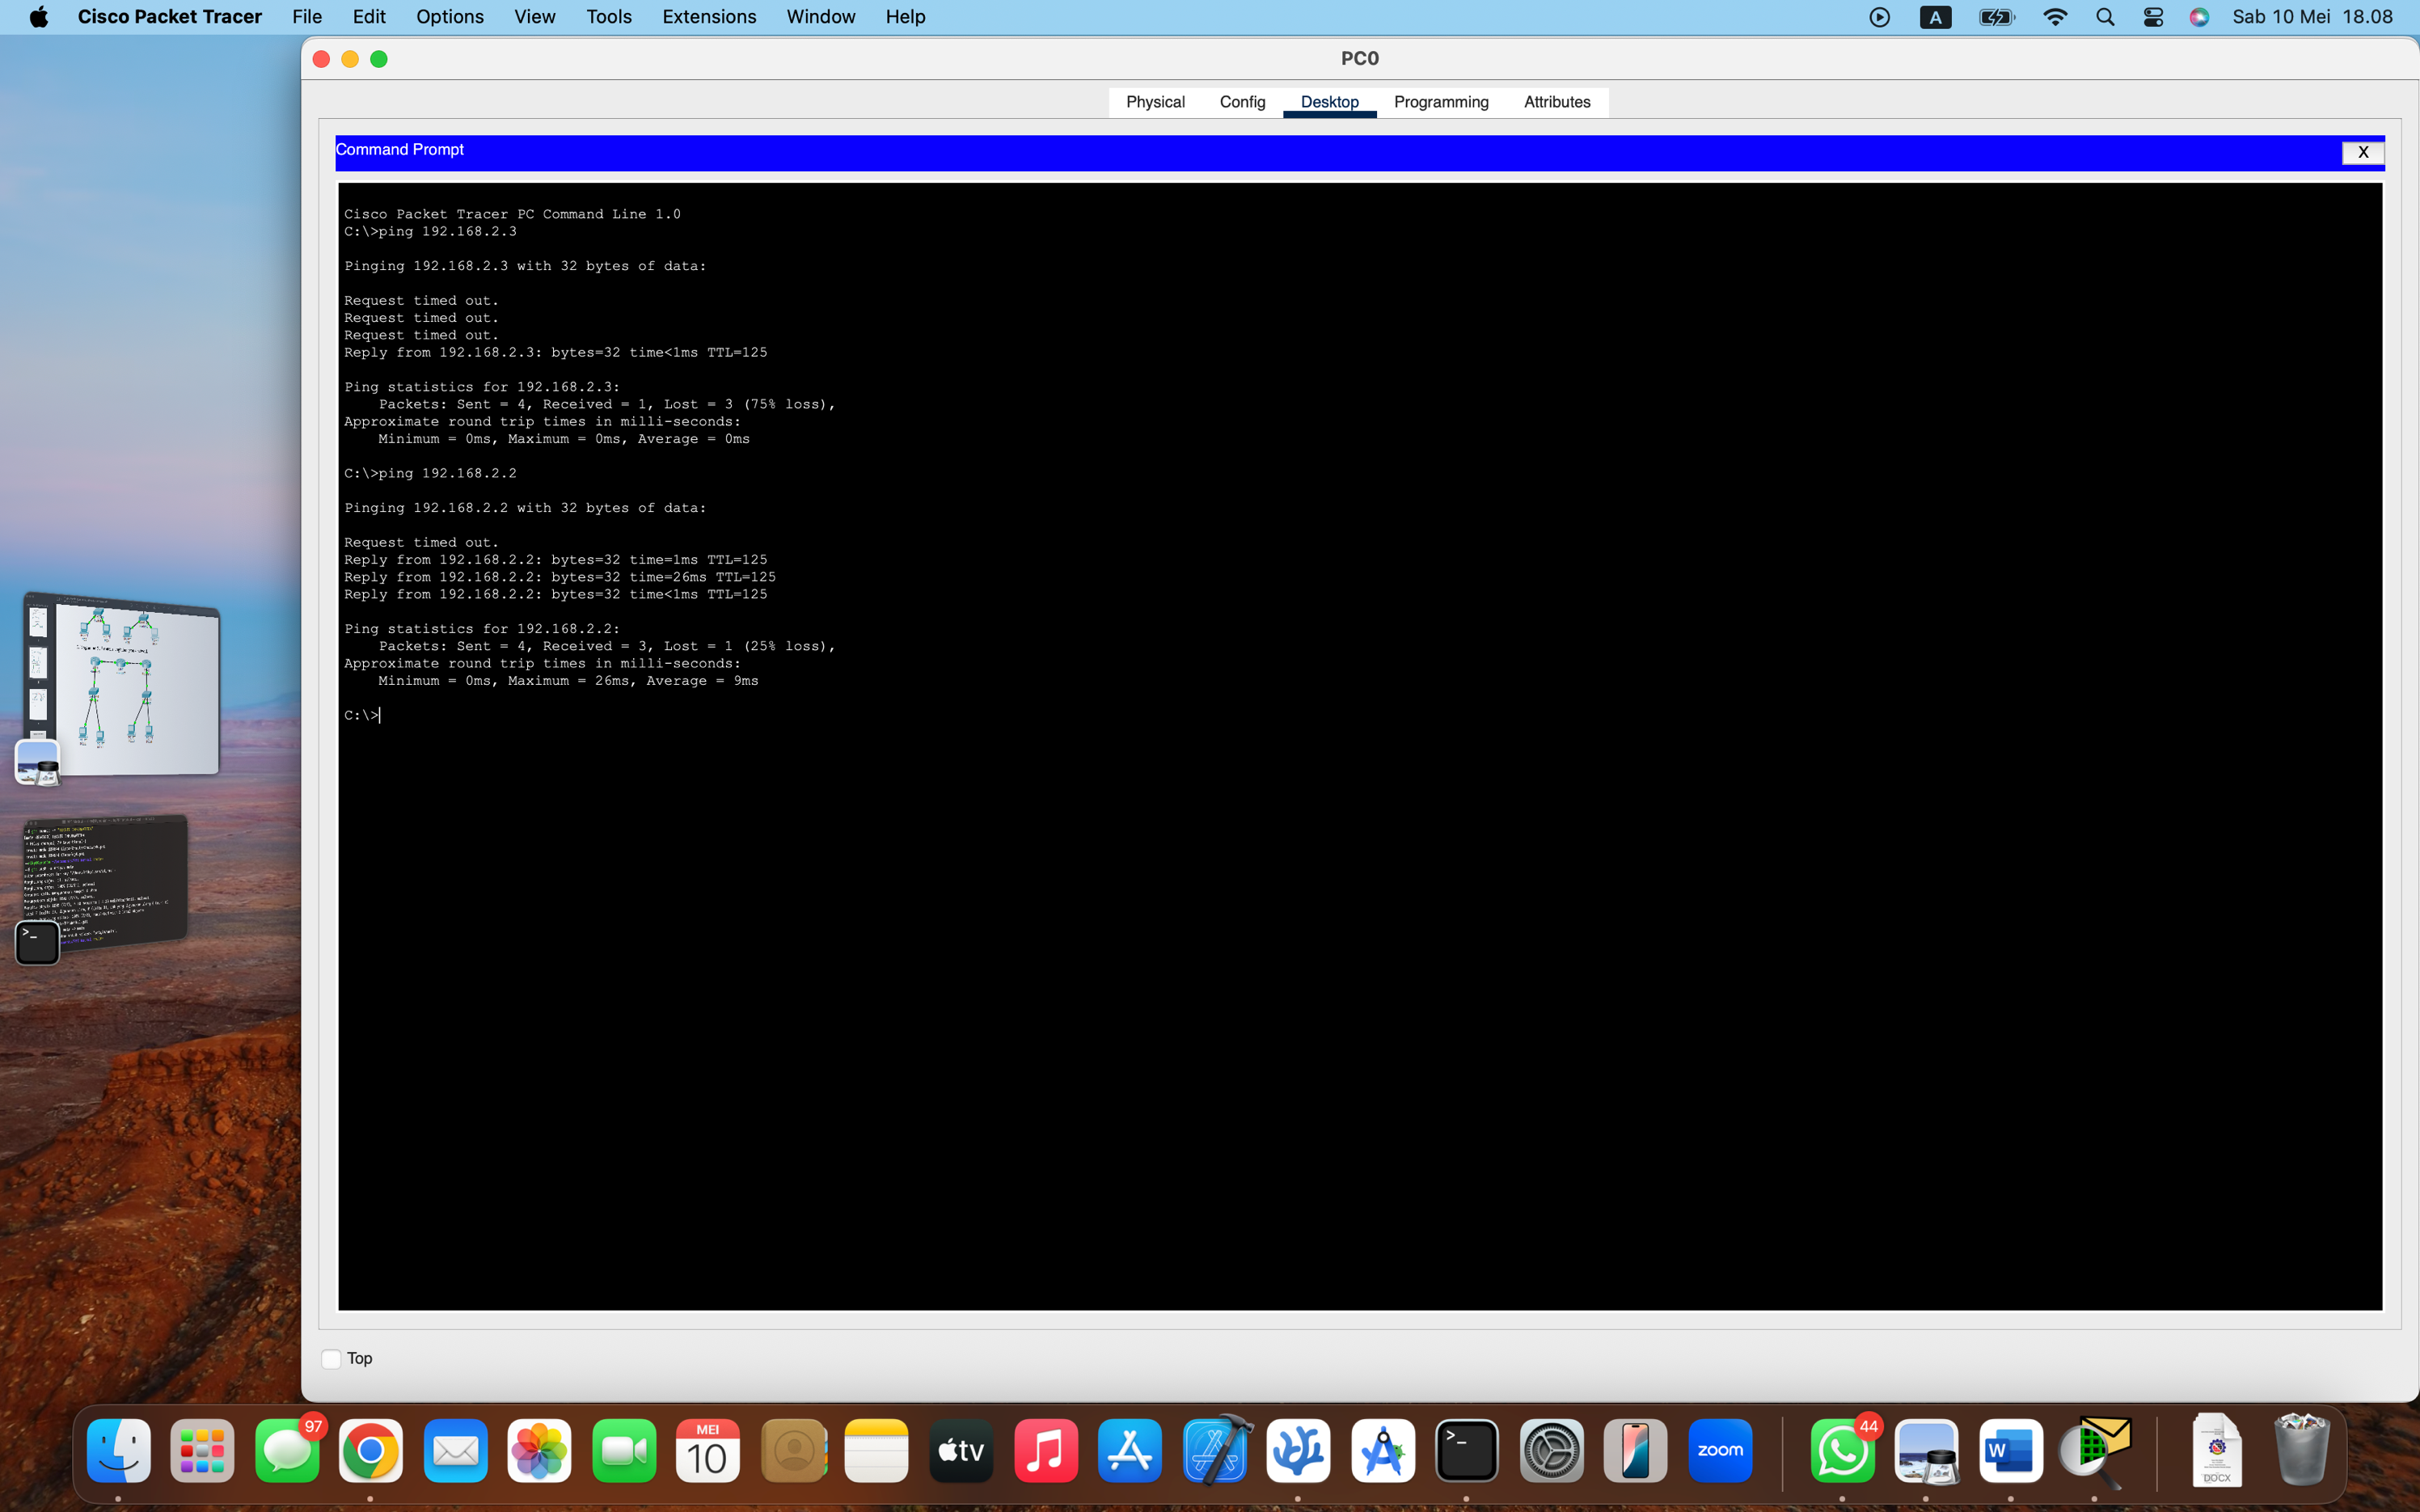 Cisco Packet Tracer File Edit Options View Tools Extensions Window Help A Sab 10 Mei 18.08
PC0
Physical Config Desktop Programming Attributes
Command Prompt X
Cisco Packet Tracer PC Command Line 1.0
C:\>ping 192.168.2.3
Pinging 192.168.2.3 with 32 bytes of data:
Request timed out.
Request timed out.
Request timed out.
Reply from 192.168.2.3: bytes=32 time<1ms TTL=125
Ping statistics for 192.168.2.3:
Packets: Sent = 4, Received = 1, Lost = 3 (75% loss),
Approximate round trip times in milli-seconds:
Minimum = 0ms, Maximum = 0ms, Average = 0ms
C:\>ping 192.168.2.2
Pinging 192.168.2.2 with 32 bytes of data:
Request timed out.
Reply from 192.168.2.2: bytes=32 time=1ms TTL=125
Reply from 192.168.2.2: bytes=32 time=26ms TTL=125
Reply from 192.168.2.2: bytes=32 time<1ms TTL=125
Ping statistics for 192.168.2.2:
Packets: Sent = 4, Received = 3, Lost = 1 (25% loss),
Approximate round trip times in milli-seconds:
Minimum = 0ms, Maximum = 26ms, Average = 9ms
C:\>
>_
Top
97
MEI
10
tv
>_
zoom
44
W
DOCX